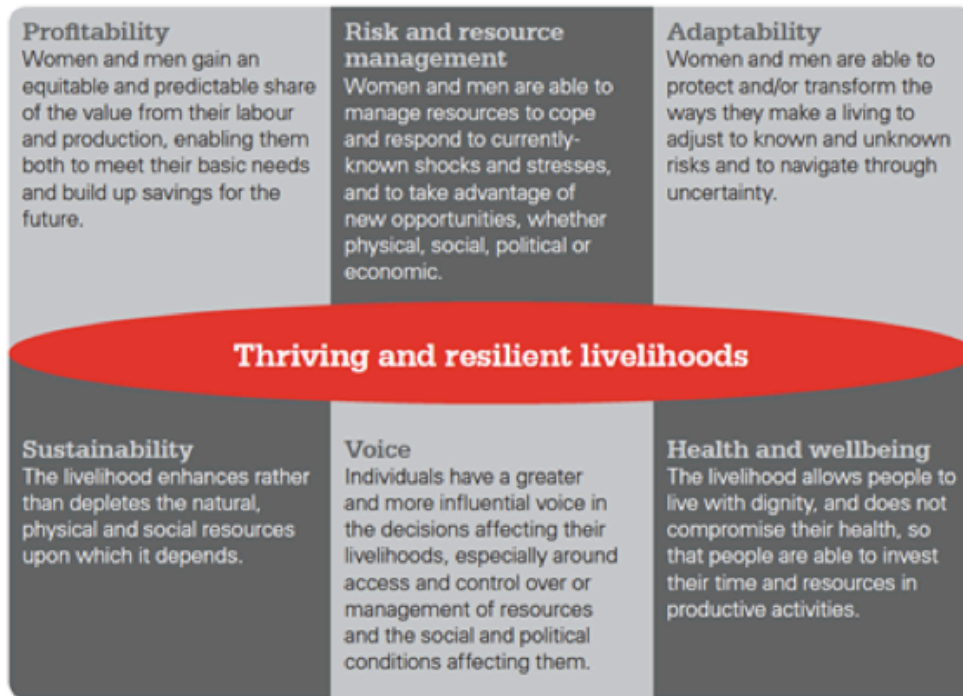 Profitability
Women and men gain an
equitable and predictable share
of the value from their labour
and production, enabling them
both to meet their basic needs
and build up savings for the
future.
Risk and resource
management
Women and men are able to
manage resources to cope
and respond to currently-
known shocks and stresses,
and to take advantage of
new opportunities, whether
physical, social, political or
economic.
Adaptability
Women and men are able to
protect and/or transform the
ways they make a living to
adjust to known and unknown
risks and to navigate through
uncertainty.
Thriving and resilient livelihoods
Sustainability
The livelihood enhances rather
than depletes the natural,
physical and social resources
upon which it depends.
Voice
Individuals have a greater
and more influential voice in
the decisions affecting their
livelihoods, especially around
access and control over or
management of resources
and the social and political
conditions affecting them.
Health and wellbeing
The livelihood allows people to
live with dignity, and does not
compromise their health, so
that people are able to invest
their time and resources in
productive activities.